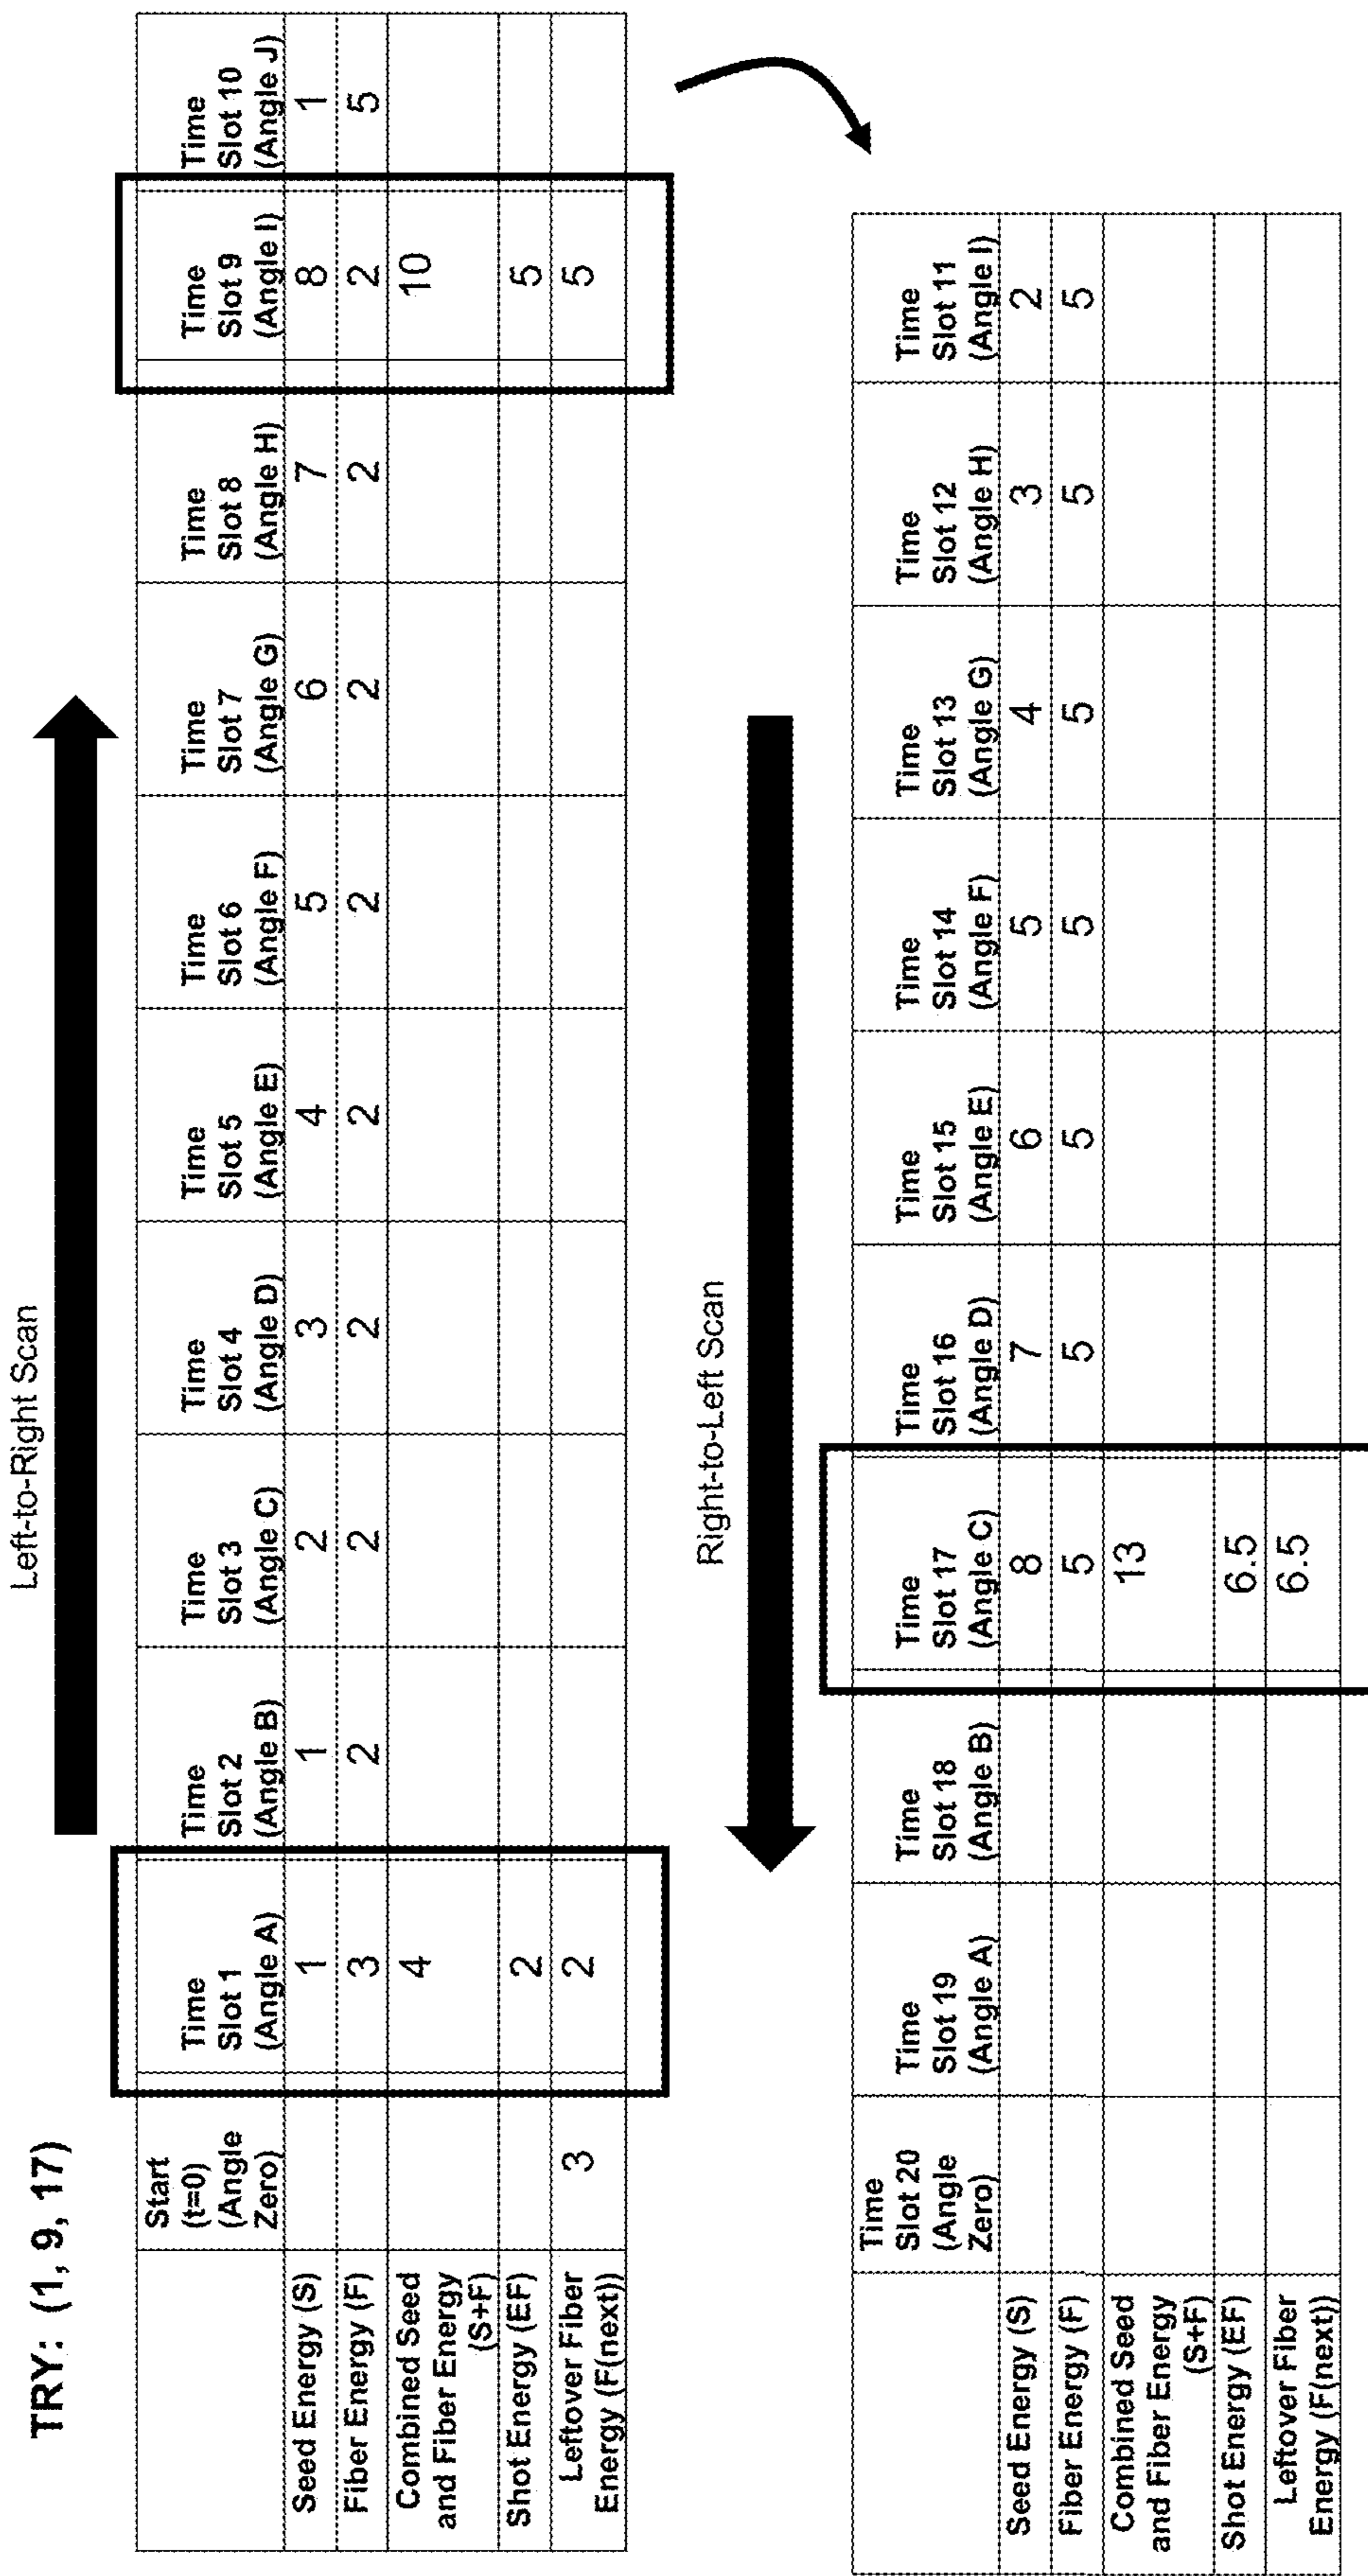 TRY: (1, 9, 17)
Left-to-Right Scan
Start (t=0) (Angle Zero) Time Slot 1 (Angle A) Time Slot 2 (Angle B) Time Slot 3 (Angle C) Time Slot 4 (Angle D) Time Slot 5 (Angle E) Time Slot 6 (Angle F) Time Slot 7 (Angle G) Time Slot 8 (Angle H) Time Slot 9 (Angle I) Time Slot 10 (Angle J)
Seed Energy (S) 1 1 2 3 4 5 6 7 8 1
Fiber Energy (F) 3 2 2 2 2 2 2 2 2 5
Combined Seed and Fiber Energy (S+F) 4 10
Shot Energy (EF) 2 5
Leftover Fiber Energy (F(next)) 3 2 5
Right-to-Left Scan
Time Slot 20 (Angle Zero) Time Slot 19 (Angle A) Time Slot 18 (Angle B) Time Slot 17 (Angle C) Time Slot 16 (Angle D) Time Slot 15 (Angle E) Time Slot 14 (Angle F) Time Slot 13 (Angle G) Time Slot 12 (Angle H) Time Slot 11 (Angle I)
Seed Energy (S) 8 7 6 5 4 3 2
Fiber Energy (F) 5 5 5 5 5 5 5
Combined Seed and Fiber Energy (S+F) 13
Shot Energy (EF) 6.5
Leftover Fiber Energy (F(next)) 6.5